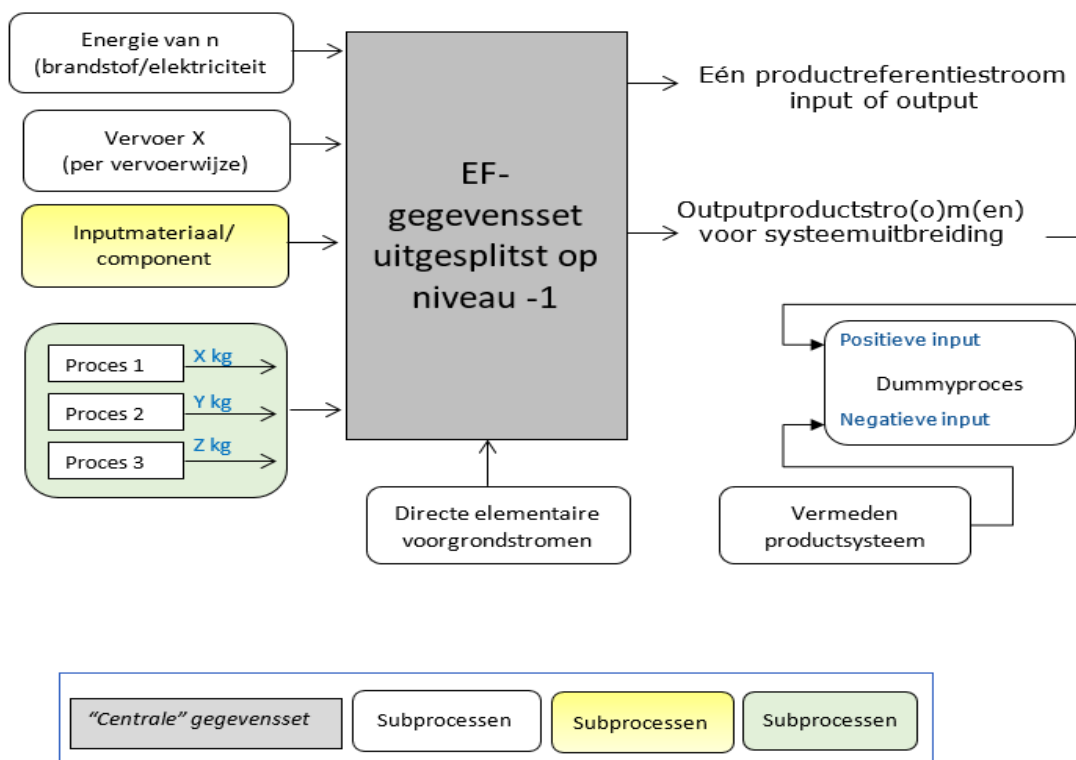 Energie van n
(brandstof/elektriciteit
Vervoer X
(per vervoerwijze)
Inputmateriaal/
component
Proces 1
X kg
Proces 2
Y kg
Proces 3
Z kg
EF-
gegevensset
uitgesplitst op
niveau -1
Directe elementaire
voorgrondstromen
Eén productreferentiestroom
input of output
Outputproductstro(o)m(en)
voor systeemuitbreiding
Positieve input
Dummyproces
Negatieve input
Vermeden
productsysteem
“Centrale” gegevensset
Subprocessen
Subprocessen
Subprocessen